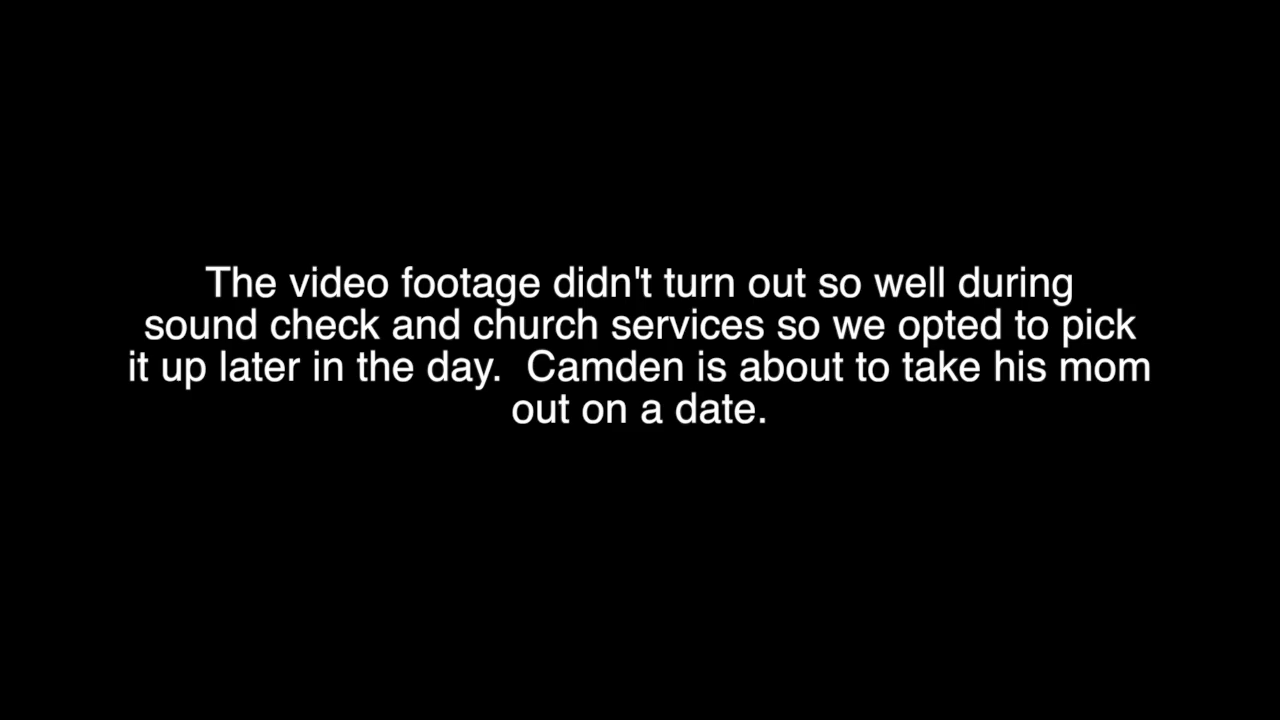 The video footage didn't turn out so well during
sound check and church services so we opted to pick
it up later in the day.  Camden is about to take his mom
out on a date.